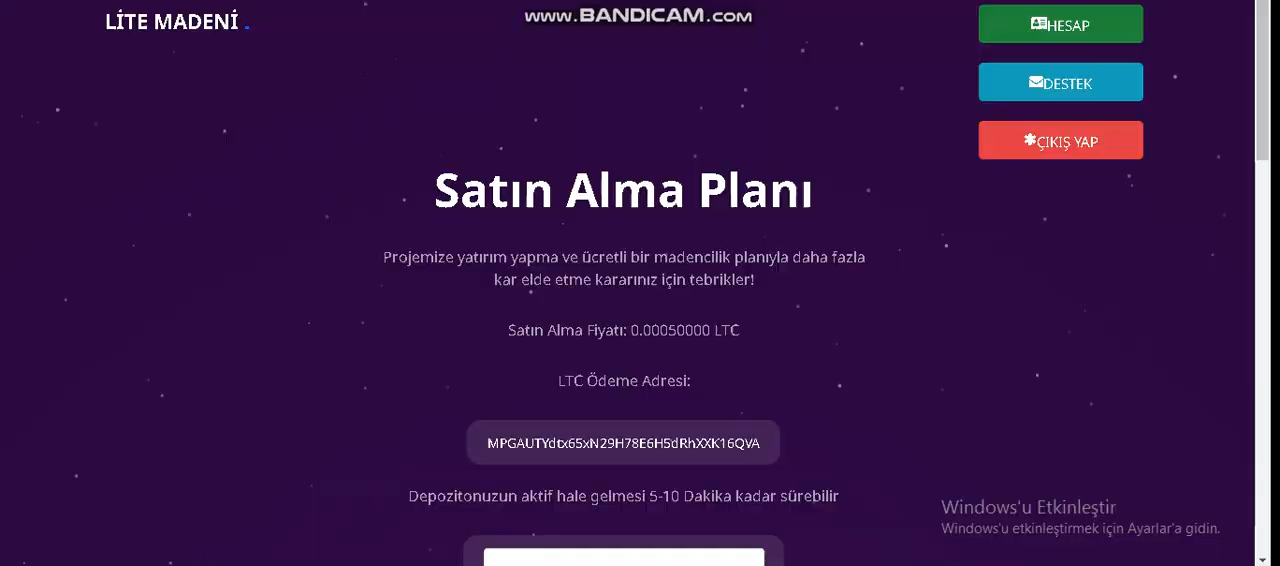 LİTE MADENİ .
www.BANDICAM.com
HESAP
DESTEK
ÇIKIŞ YAP
Satın Alma Planı
Projemize yatırım yapma ve ücretli bir madencilik planıyla daha fazla
kar elde etme kararınız için tebrikler!
Satın Alma Fiyatı: 0.00050000 LTC
LTC Ödeme Adresi:
MPGAUTYdtx65xN29H78E6H5dRhXXK16QVA
Depozitonuzun aktif hale gelmesi 5-10 Dakika kadar sürebilir
Windows'u Etkinleştir
Windows'u etkinleştirmek için Ayarlar'a gidin.